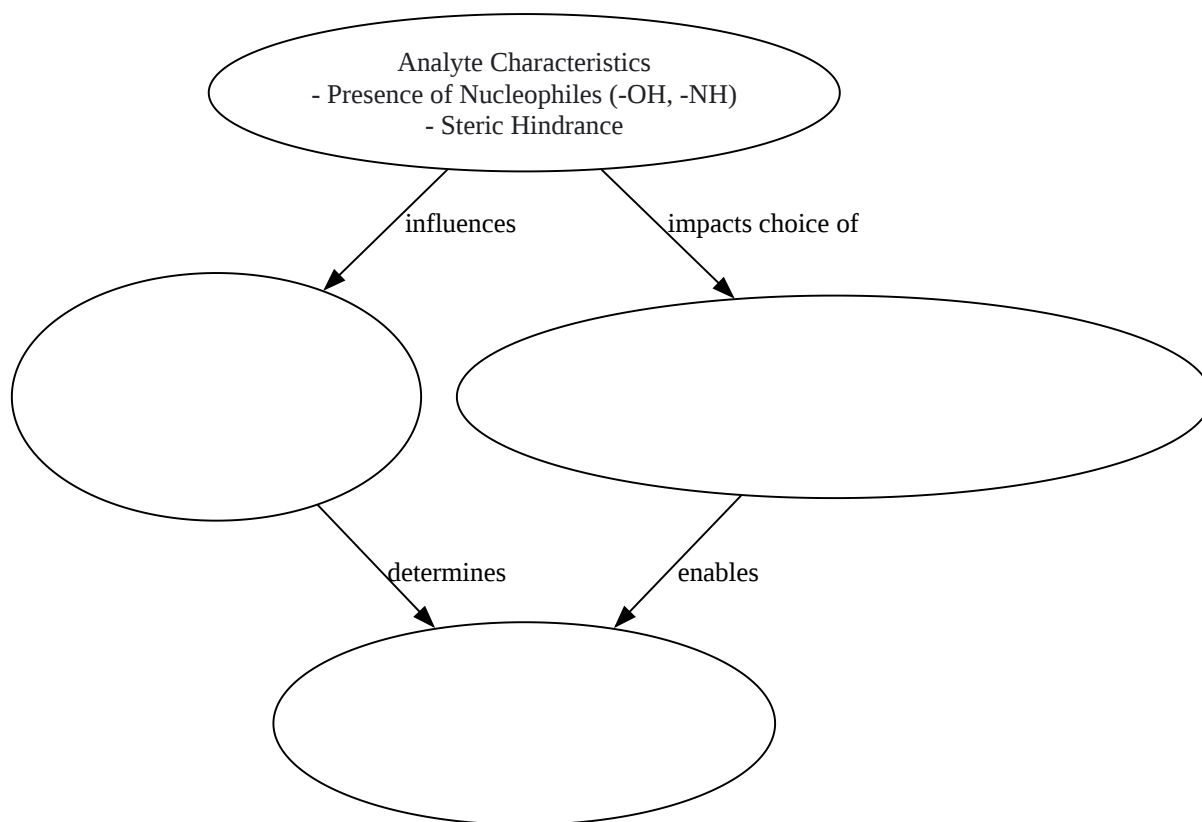 Analyte Characteristics
- Presence of Nucleophiles (-OH, -NH)
- Steric Hindrance
influences
impacts choice of
determines
enables